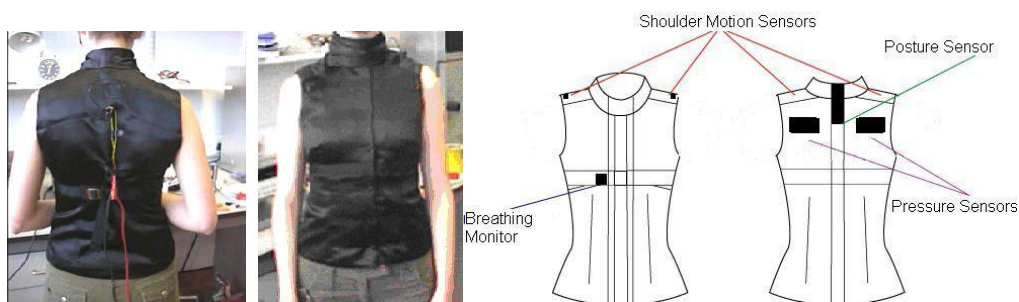 Shoulder Motion Sensors
Posture Sensor
Breathing
Monitor
Pressure Sensors